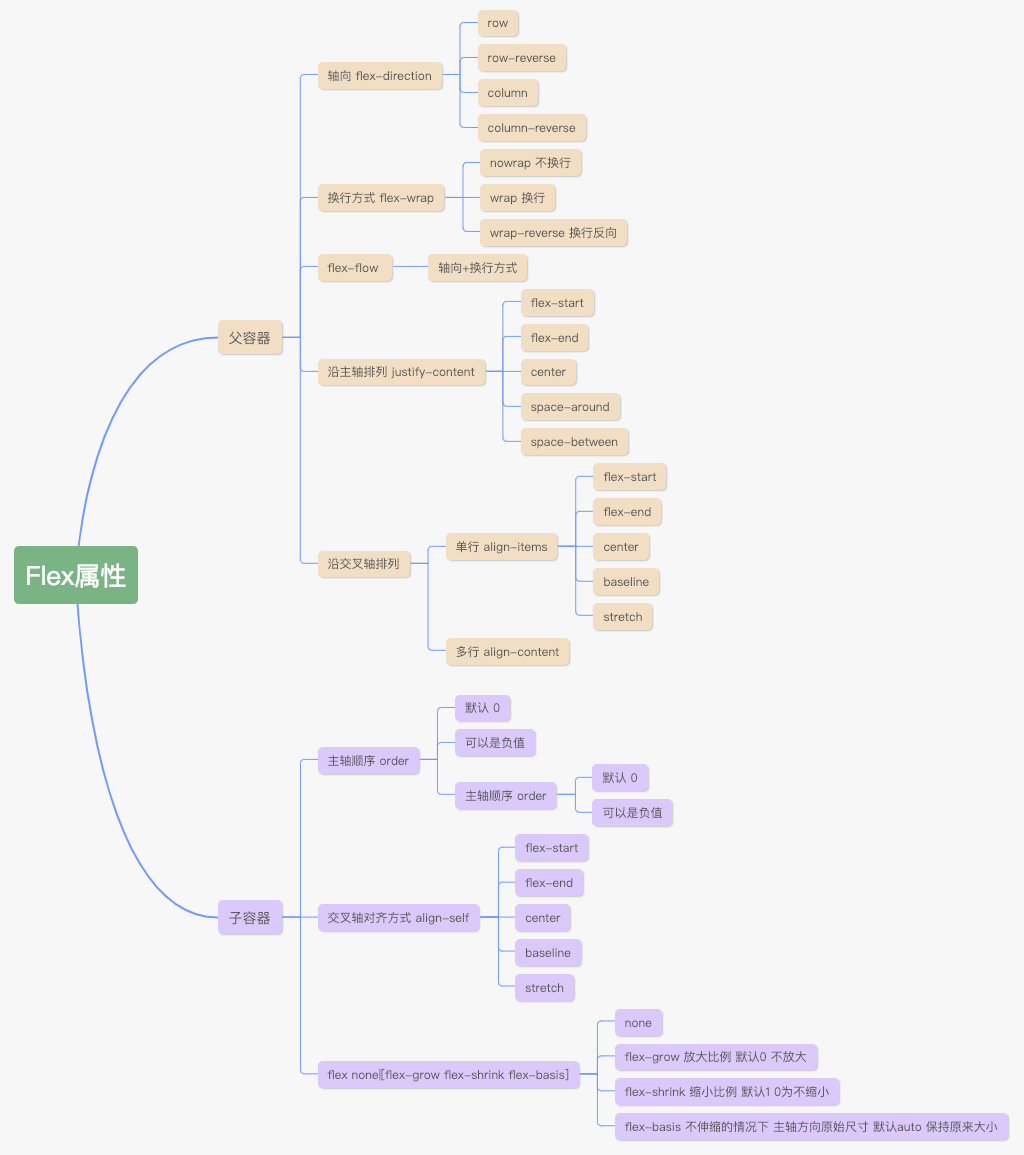 Flex属性
父容器
轴向 flex-direction
row
row-reverse
column
column-reverse
换行方式 flex-wrap
nowrap 不换行
wrap 换行
wrap-reverse 换行反向
flex-flow
轴向+换行方式
沿主轴排列 justify-content
flex-start
flex-end
center
space-around
space-between
沿交叉轴排列
单行 align-items
flex-start
flex-end
center
baseline
stretch
多行 align-content
子容器
主轴顺序 order
默认 0
可以是负值
主轴顺序 order
默认 0
可以是负值
交叉轴对齐方式 align-self
flex-start
flex-end
center
baseline
stretch
flex none|[flex-grow flex-shrink flex-basis]
none
flex-grow 放大比例 默认0 不放大
flex-shrink 缩小比例 默认1 0为不缩小
flex-basis 不伸缩的情况下 主轴方向原始尺寸 默认auto 保持原来大小